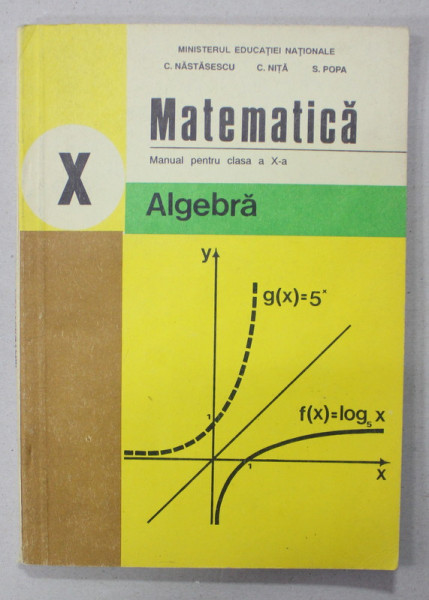 MINISTERUL EDUCAȚIEI NAȚIONALE
C. NĂSTĂSESCU C. NIȚĂ S. POPA
Matematică
Manual pentru clasa a X-a
X
Algebră
y
g(x)=5ˣ
1
f(x)=log₅ x
1
x